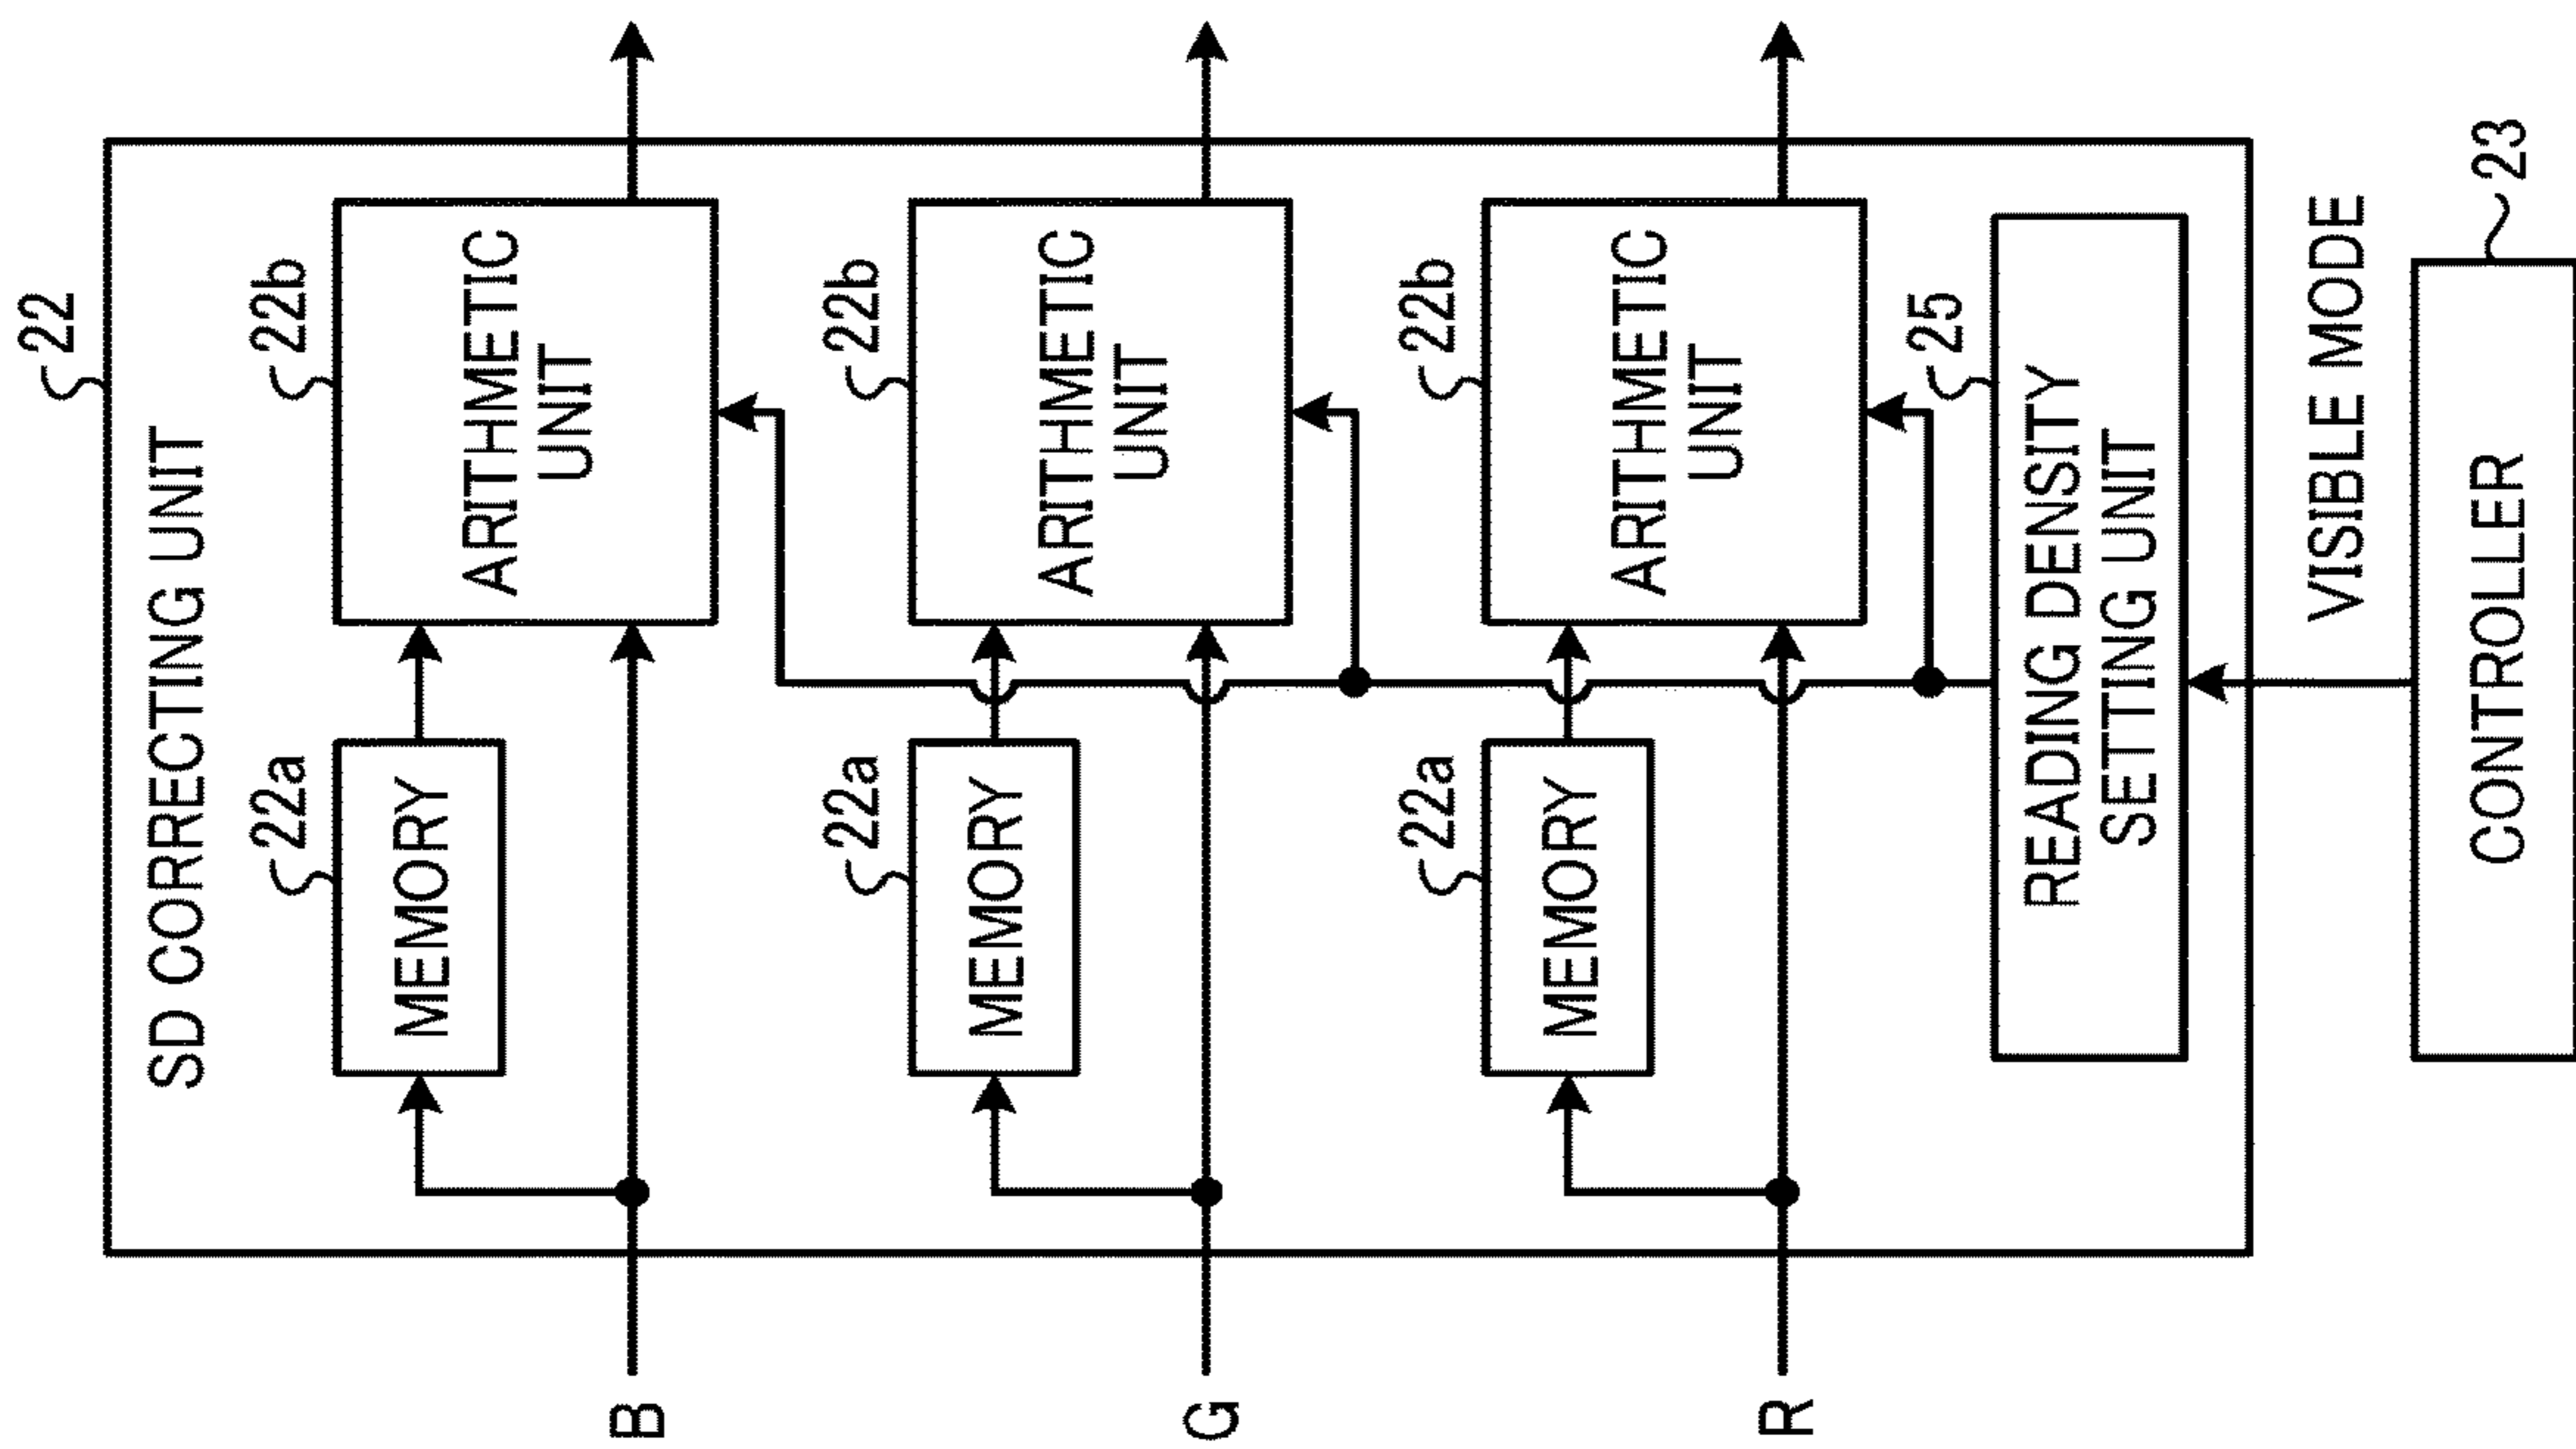 22
SD CORRECTING UNIT
22a
22b
MEMORY
ARITHMETIC
UNIT
B
22a
22b
MEMORY
ARITHMETIC
UNIT
G
22a
22b
MEMORY
ARITHMETIC
UNIT
R
25
READING DENSITY
SETTING UNIT
VISIBLE MODE
23
CONTROLLER